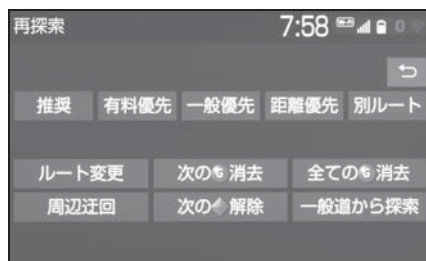 再探索 7:58
推奨 有料優先 一般優先 距離優先 別ルート
ルート変更 次のG消去 全てのG消去
周辺迂回 次の 解除 一般道から探索